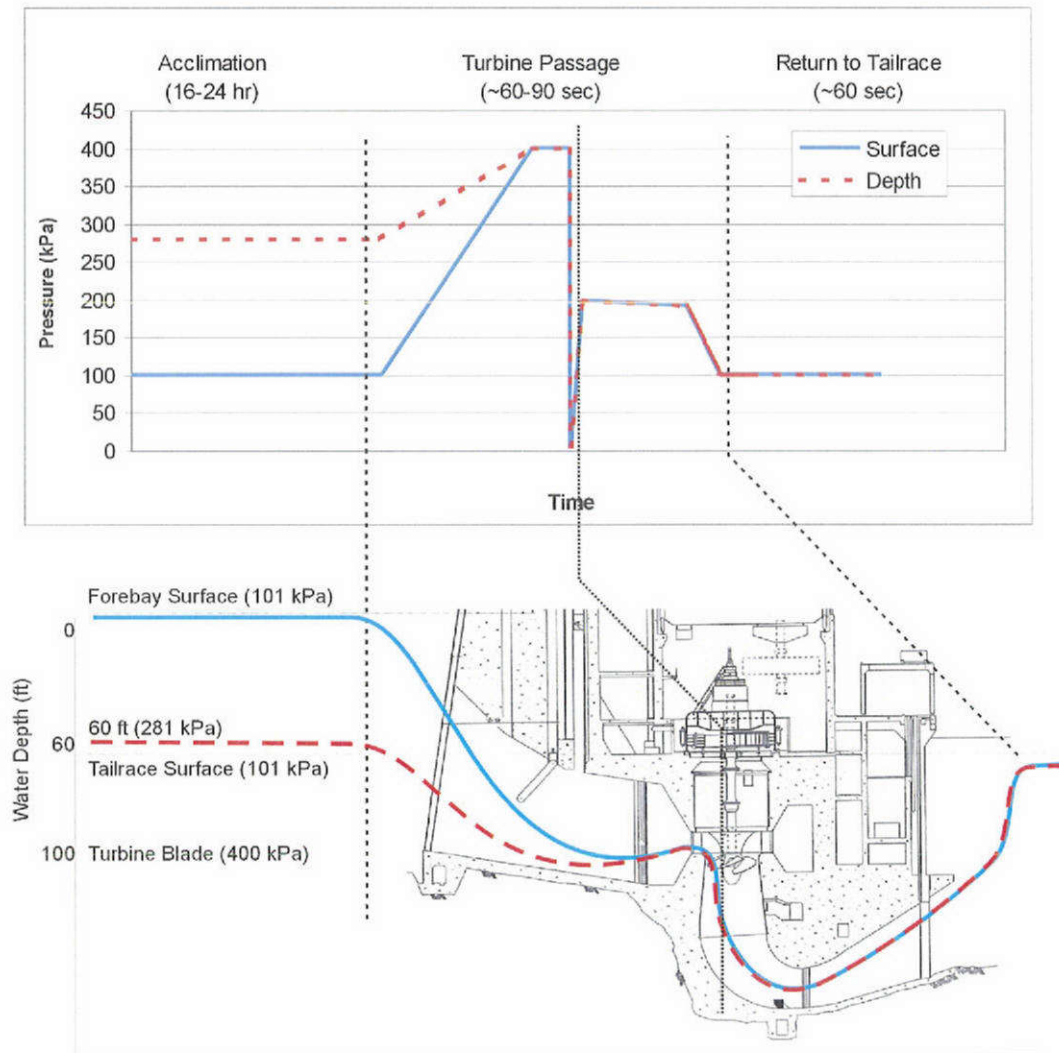 Acclimation
(16-24 hr)
Turbine Passage
(~60-90 sec)
Return to Tailrace
(~60 sec)
450
400
350
300
250
200
150
100
50
0
Pressure (kPa)
Surface
Depth
Time
Forebay Surface (101 kPa)
0
60 ft (281 kPa)
60
Tailrace Surface (101 kPa)
100
Turbine Blade (400 kPa)
Water Depth (ft)